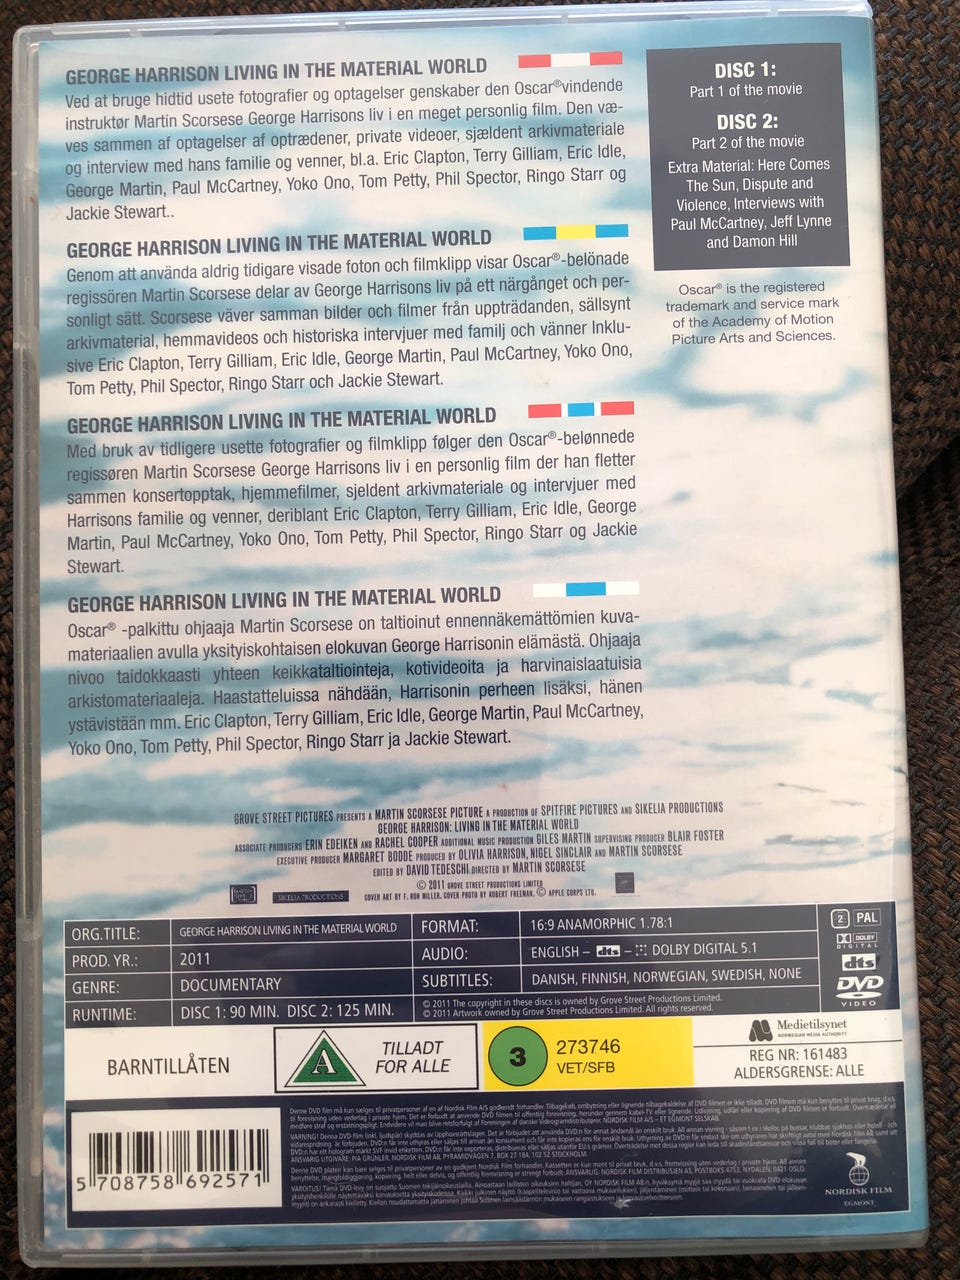 GEORGE HARRISON LIVING IN THE MATERIAL WORLD
Ved at bruge hidtid usete fotografier og optagelser genskaber den Oscar®vindende
instruktør Martin Scorsese George Harrisons liv i en meget personlig film. Den væ-
ves sammen af optagelser af optrædener, private videoer, sjældent arkivmateriale
og interview med hans familie og venner, bl.a. Eric Clapton, Terry Gilliam, Eric Idle,
George Martin, Paul McCartney, Yoko Ono, Tom Petty, Phil Spector, Ringo Starr og
Jackie Stewart..
GEORGE HARRISON LIVING IN THE MATERIAL WORLD
Genom att använda aldrig tidigare visade foton och filmklipp visar Oscar®-belönade
regissören Martin Scorsese delar av George Harrisons liv på ett närgånget och per-
sonligt sätt. Scorsese väver samman bilder och filmer från uppträdanden, sällsynt
arkivmaterial, hemmavideos och historiska intervjuer med familj och vänner Inklu-
sive Eric Clapton, Terry Gilliam, Eric Idle, George Martin, Paul McCartney, Yoko Ono,
Tom Petty, Phil Spector, Ringo Starr och Jackie Stewart.
GEORGE HARRISON LIVING IN THE MATERIAL WORLD
Med bruk av tidligere usette fotografier og filmklipp følger den Oscar®-belønnede
regissøren Martin Scorsese George Harrisons liv i en personlig film der han fletter
sammen konsertopptak, hjemmefilmer, sjeldent arkivmateriale og intervjuer med
Harrisons familie og venner, deriblant Eric Clapton, Terry Gilliam, Eric Idle, George
Martin, Paul McCartney, Yoko Ono, Tom Petty, Phil Spector, Ringo Starr og Jackie
Stewart.
GEORGE HARRISON LIVING IN THE MATERIAL WORLD
Oscar® -palkittu ohjaaja Martin Scorsese on taltioinut ennennäkemättömien kuva-
materiaalien avulla yksityiskohtaisen elokuvan George Harrisonin elämästä. Ohjaaja
nivoo taidokkaasti yhteen keikkataltiointeja, kotivideoita ja harvinaislaatuisia
arkistomateriaaleja. Haastatteluissa nähdään, Harrisonin perheen lisäksi, hänen
ystävistään mm. Eric Clapton, Terry Gilliam, Eric Idle, George Martin, Paul McCartney,
Yoko Ono, Tom Petty, Phil Spector, Ringo Starr ja Jackie Stewart.
DISC 1:
Part 1 of the movie
DISC 2:
Part 2 of the movie
Extra Material: Here Comes
The Sun, Dispute and
Violence, Interviews with
Paul McCartney, Jeff Lynne
and Damon Hill
Oscar® is the registered
trademark and service mark
of the Academy of Motion
Picture Arts and Sciences.
GROVE STREET PICTURES PRESENTS A MARTIN SCORSESE PICTURE A PRODUCTION OF SPITFIRE PICTURES AND SIKELIA PRODUCTIONS
GEORGE HARRISON: LIVING IN THE MATERIAL WORLD
ASSOCIATE PRODUCERS ERIN EDEIKEN AND RACHEL COOPER ADDITIONAL MUSIC PRODUCTION GILES MARTIN SUPERVISING PRODUCER BLAIR FOSTER
EXECUTIVE PRODUCER MARGARET BODDE PRODUCED BY OLIVIA HARRISON, NIGEL SINCLAIR AND MARTIN SCORSESE
EDITED BY DAVID TEDESCHI DIRECTED BY MARTIN SCORSESE
© 2011 GROVE STREET PRODUCTIONS LIMITED
SIKELIA PRODUCTIONS
COVER ART BY F. RON MILLER. COVER PHOTO BY ROBERT FREEMAN, © APPLE CORPS LTD.
ORG.TITLE: GEORGE HARRISON LIVING IN THE MATERIAL WORLD
PROD. YR.: 2011
GENRE: DOCUMENTARY
RUNTIME: DISC 1: 90 MIN. DISC 2: 125 MIN.
FORMAT: 16:9 ANAMORPHIC 1.78:1
AUDIO: ENGLISH – dts – DOLBY DIGITAL 5.1
SUBTITLES: DANISH, FINNISH, NORWEGIAN, SWEDISH, NONE
© 2011 The copyright in these discs is owned by Grove Street Productions Limited.
© 2011 Artwork owned by Grove Street Productions Limited. All rights reserved.
2 PAL
DOLBY
DIGITAL
dts
DVD
VIDEO
BARNTILLÅTEN
A
TILLADT
FOR ALLE
3
273746
VET/SFB
Medietilsynet
NORWEGIAN MEDIA AUTHORITY
REG NR: 161483
ALDERSGRENSE: ALLE
5 708758 692571
NORDISK FILM
EGMONT